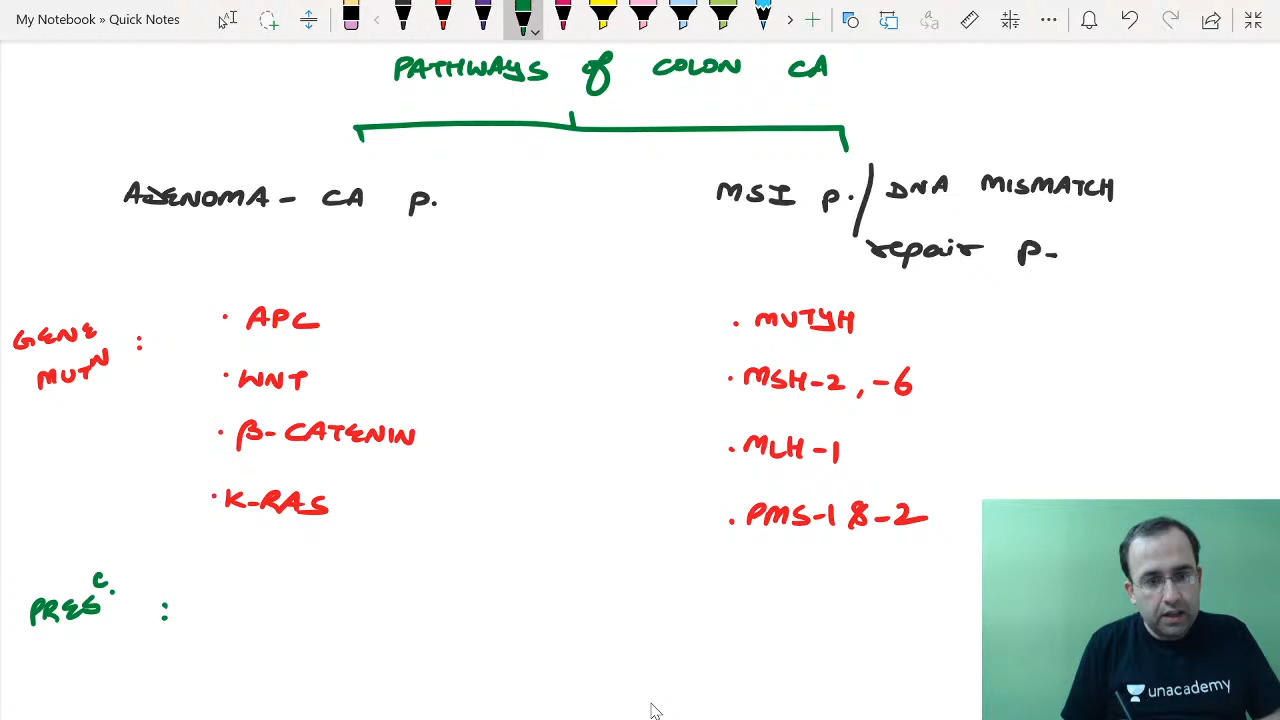 My Notebook » Quick Notes
PATHWAYS of COLON CA
ADENOMA - CA P.
MSI P. / DNA MISMATCH
repair P-
GENE MUTN :
· APC
· WNT
· β-CATENIN
· K-RAS
· MUTYH
· MSH-2, -6
· MLH-1
· PMS-1 & -2
PRESC. :
unacademy